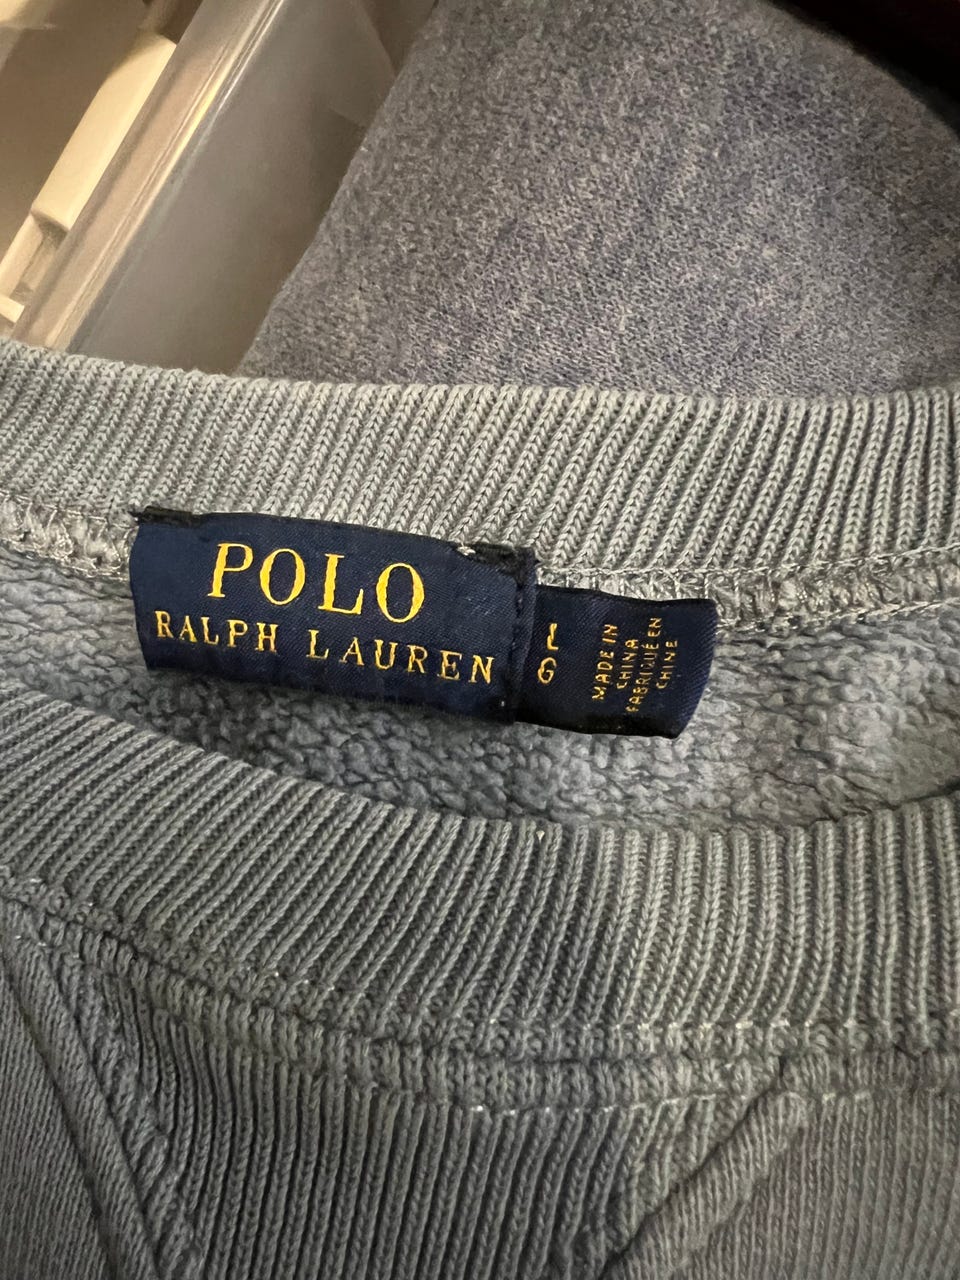 POLO
RALPH LAUREN
L
G
MADE IN
CHINA
FABRIQUÉ EN
CHINE